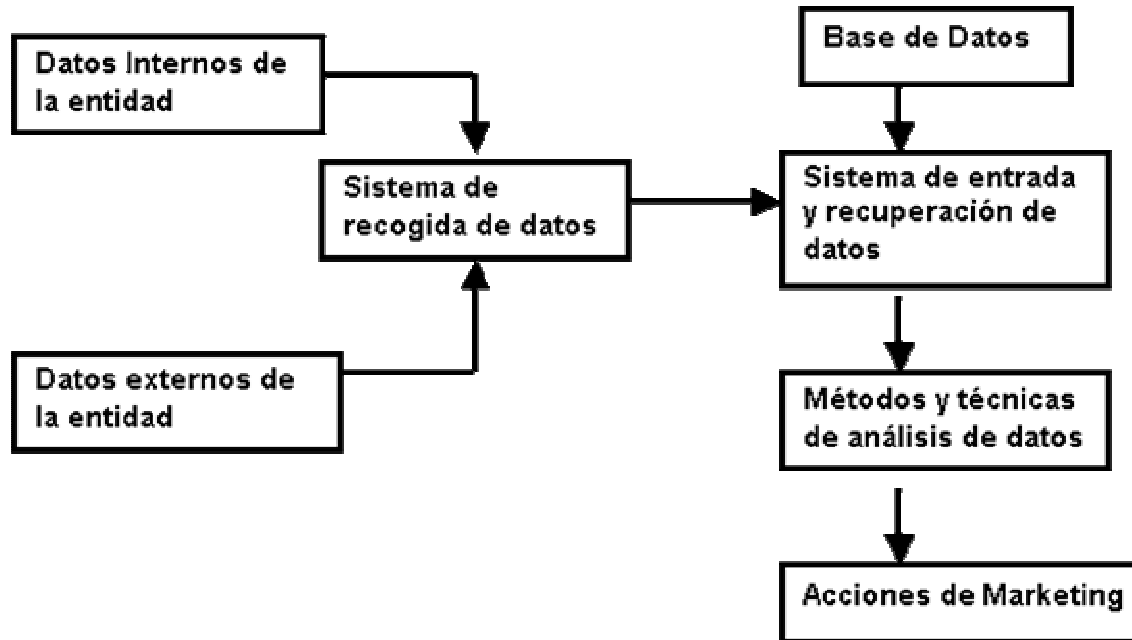 Datos Internos de
la entidad
Base de Datos
Sistema de
recogida de datos
Sistema de entrada
y recuperación de
datos
Datos externos de
la entidad
Métodos y técnicas
de análisis de datos
Acciones de Marketing